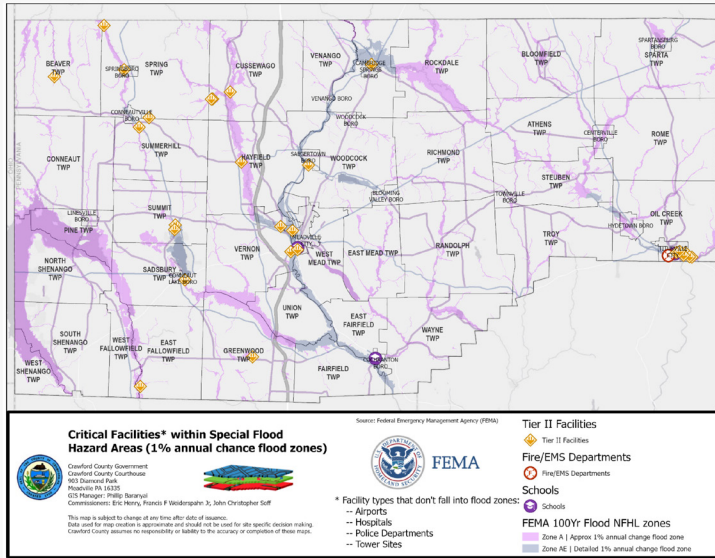 BEAVER
TWP
SPRING
TWP
SPRINGBORO
BORO
CUSSEWAGO
TWP
VENANGO
TWP
CAMBRIDGE
SPRINGS
BORO
ROCKDALE
TWP
BLOOMFIELD
TWP
SPARTANSBURG
BORO
SPARTA
TWP
VENANGO BORO
CONNEAUTVILLE
BORO
WOODCOCK
BORO
ATHENS
TWP
CENTERVILLE
BORO
ROME
TWP
SUMMERHILL
TWP
CONNEAUT
TWP
HAYFIELD
TWP
SAEGERTOWN
BORO
WOODCOCK
TWP
RICHMOND
TWP
STEUBEN
TWP
BLOOMING
VALLEY BORO
TOWNVILLE
BORO
PENNSYLVANIA
LINESVILLE
BORO
PINE TWP
SUMMIT
TWP
OIL CREEK
TWP
HYDETOWN BORO
TROY
TWP
VERNON
TWP
WEST
MEAD TWP
EAST MEAD TWP
RANDOLPH
TWP
NORTH
SHENANGO
TWP
SADSBURY
TWP
CONNEAUT
LAKE BORO
UNION
TWP
EAST
FAIRFIELD
TWP
WAYNE
TWP
SOUTH
SHENANGO
TWP
WEST
FALLOWFIELD
TWP
EAST
FALLOWFIELD
TWP
GREENWOOD
TWP
FAIRFIELD
TWP
COCHRANTON
BORO
WEST
SHENANGO
TWP
Critical Facilities* within Special Flood
Hazard Areas (1% annual chance flood zones)
Crawford County Government
Crawford County Courthouse
903 Diamond Park
Meadville PA 16335
GIS Manager: Phillip Baranyai
Commissioners: Eric Henry, Francis F Weiderspahn Jr, John Christopher Soff
This map is subject to change at any time after date of issuance.
Data used for map creation is approximate and should not be used for site specific decision making.
Crawford County assumes no responsibility or liability to the accuracy or completion of these maps.
Source: Federal Emergency Management Agency (FEMA)
U.S. DEPARTMENT OF
HOMELAND SECURITY
FEMA
* Facility types that don't fall into flood zones:
-- Airports
-- Hospitals
-- Police Departments
-- Tower Sites
Tier II Facilities
Tier II Facilities
Fire/EMS Departments
Fire/EMS Departments
Schools
Schools
FEMA 100Yr Flood NFHL zones
Zone A | Approx 1% annual change flood zone
Zone AE | Detailed 1% annual change flood zone